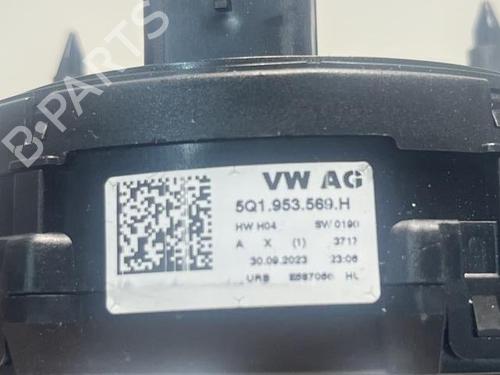 B-PARTS
VW AG
5Q1.953.569.H
HW H04 SW 0190
A X (1) 3717
30.09.2023 23:06
URB HL